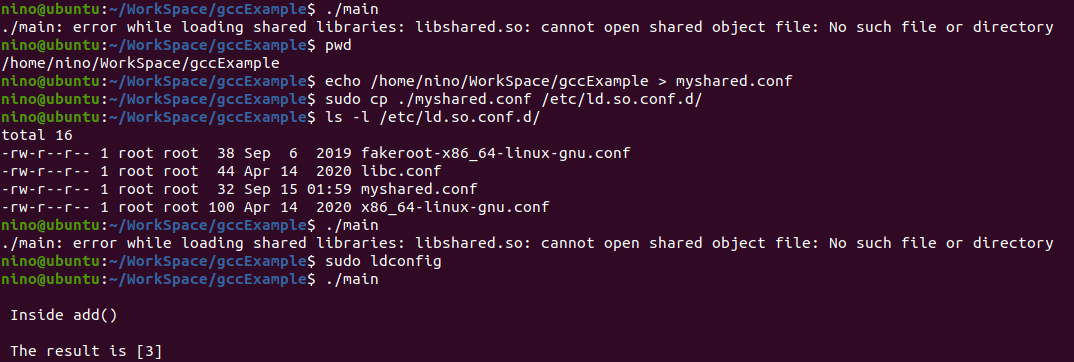 nino@ubuntu:~/WorkSpace/gccExample$ ./main
./main: error while loading shared libraries: libshared.so: cannot open shared object file: No such file or directory
nino@ubuntu:~/WorkSpace/gccExample$ pwd
/home/nino/WorkSpace/gccExample
nino@ubuntu:~/WorkSpace/gccExample$ echo /home/nino/WorkSpace/gccExample > myshared.conf
nino@ubuntu:~/WorkSpace/gccExample$ sudo cp ./myshared.conf /etc/ld.so.conf.d/
nino@ubuntu:~/WorkSpace/gccExample$ ls -l /etc/ld.so.conf.d/
total 16
-rw-r--r-- 1 root root  38 Sep  6  2019 fakeroot-x86_64-linux-gnu.conf
-rw-r--r-- 1 root root  44 Apr 14  2020 libc.conf
-rw-r--r-- 1 root root  32 Sep 15 01:59 myshared.conf
-rw-r--r-- 1 root root 100 Apr 14  2020 x86_64-linux-gnu.conf
nino@ubuntu:~/WorkSpace/gccExample$ ./main
./main: error while loading shared libraries: libshared.so: cannot open shared object file: No such file or directory
nino@ubuntu:~/WorkSpace/gccExample$ sudo ldconfig
nino@ubuntu:~/WorkSpace/gccExample$ ./main
Inside add()
The result is [3]